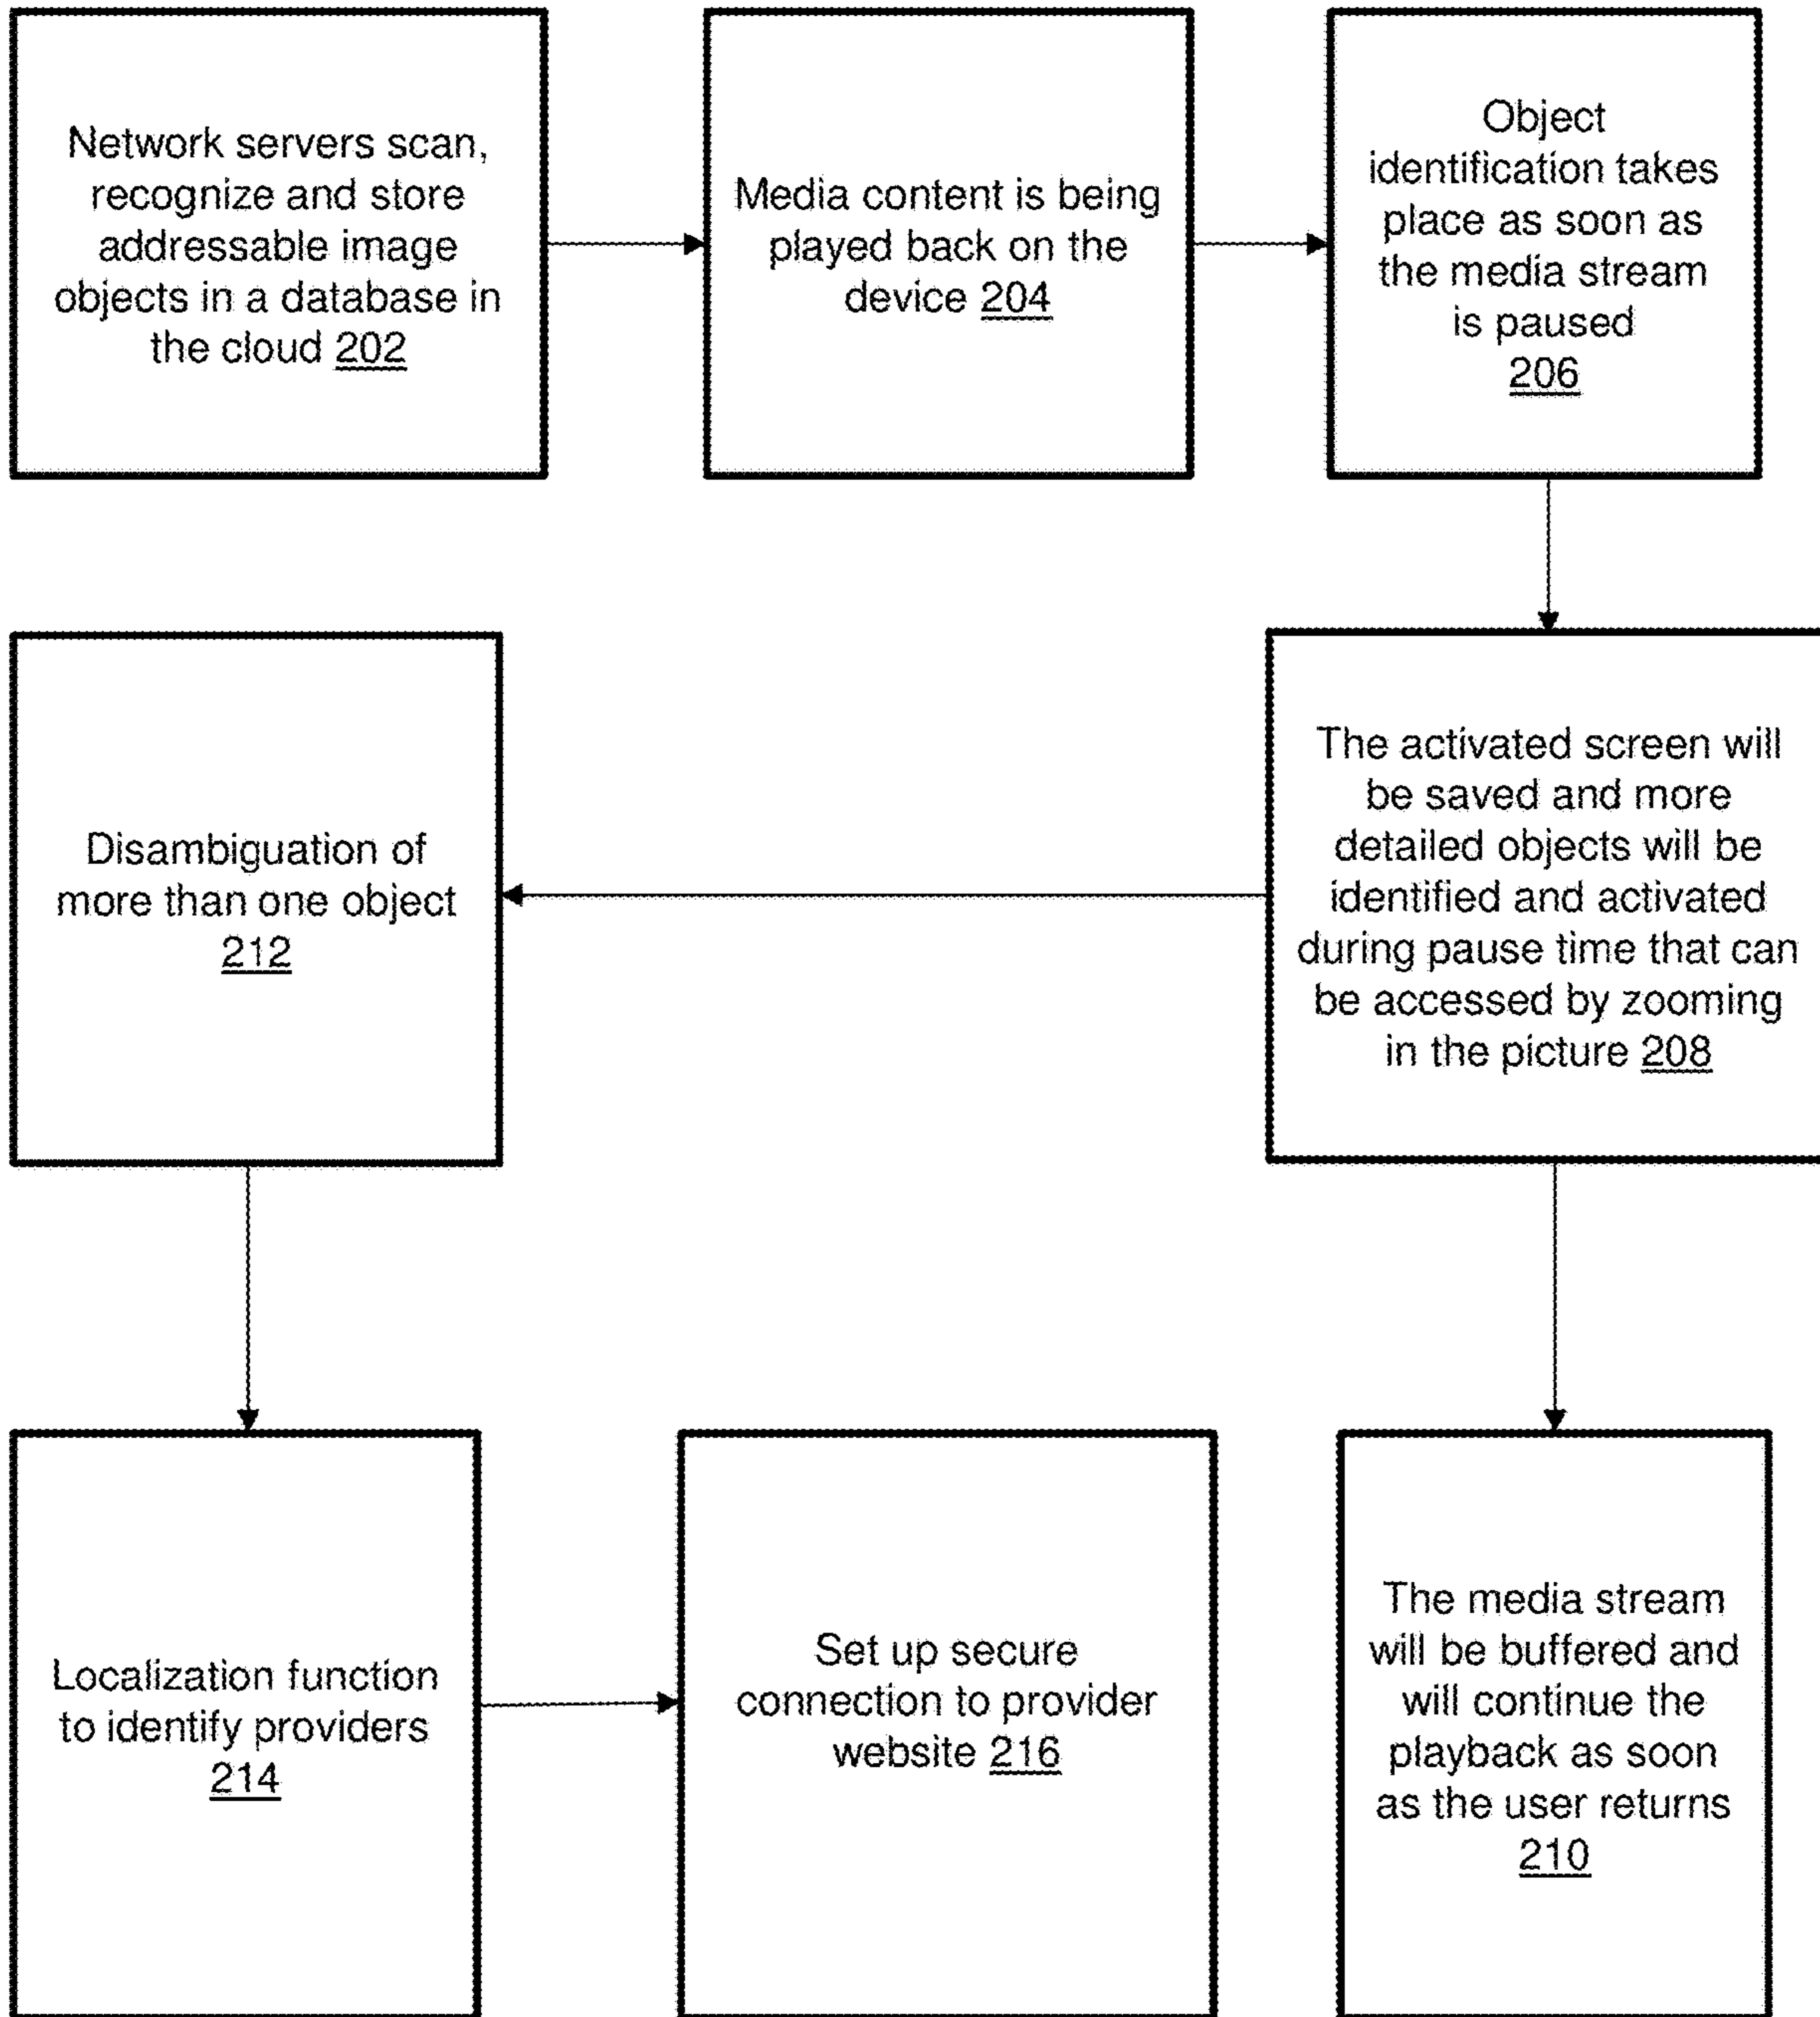 Network servers scan,
recognize and store
addressable image
objects in a database in
the cloud 202
Media content is being
played back on the
device 204
Object
identification takes
place as soon as
the media stream
is paused
206
The activated screen will
be saved and more
detailed objects will be
identified and activated
during pause time that can
be accessed by zooming
in the picture 208
Disambiguation of
more than one object
212
Localization function
to identify providers
214
Set up secure
connection to provider
website 216
The media stream
will be buffered and
will continue the
playback as soon
as the user returns
210